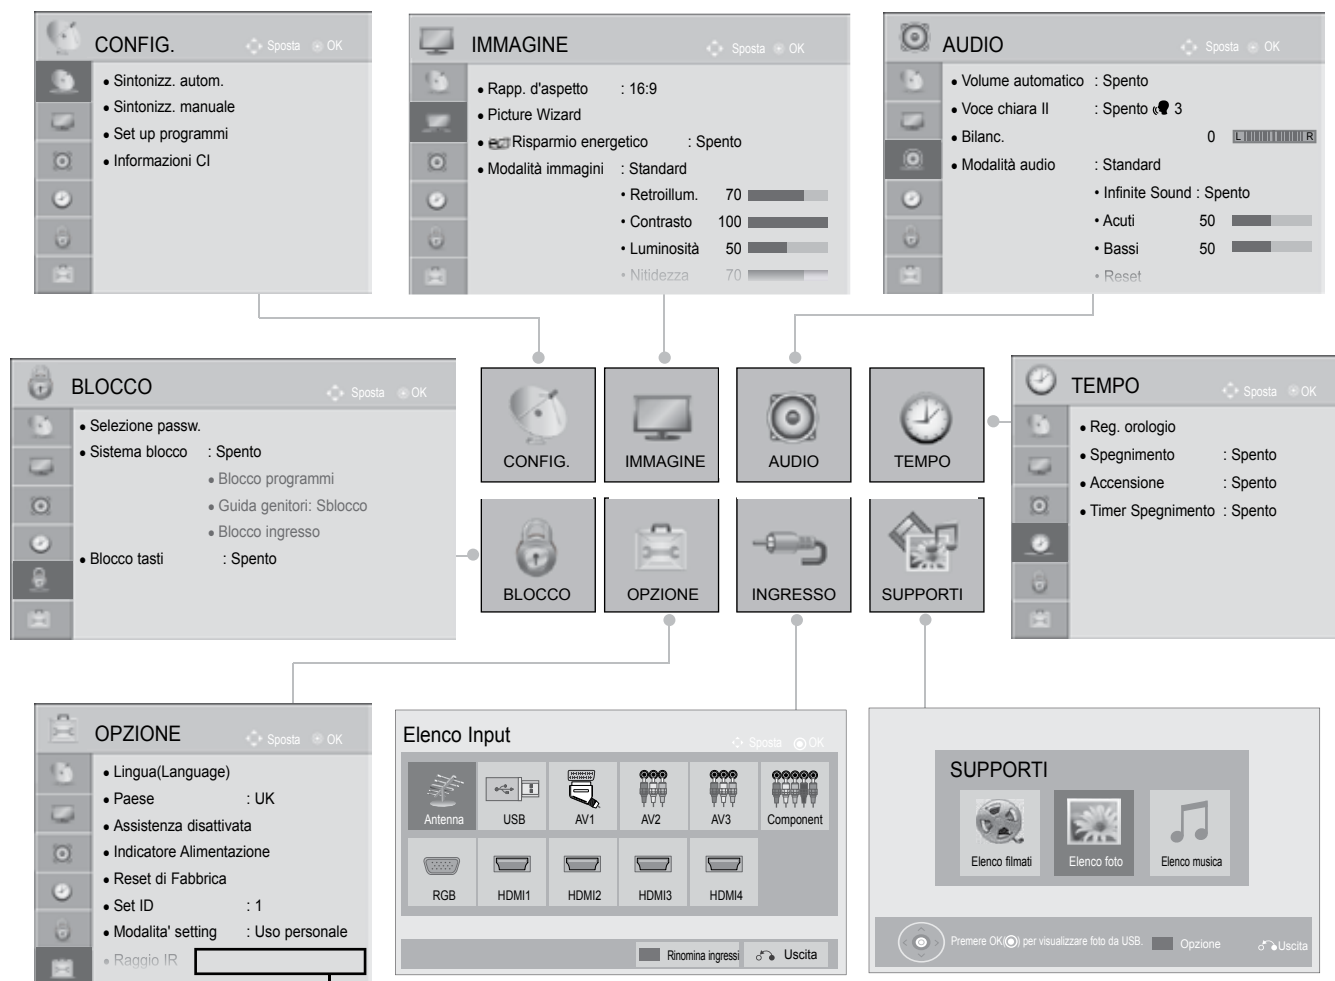 CONFIG.
Sposta OK
• Sintonizz. autom.
• Sintonizz. manuale
• Set up programmi
• Informazioni CI
IMMAGINE
Sposta OK
• Rapp. d'aspetto : 16:9
• Picture Wizard
• Risparmio energetico : Spento
• Modalità immagini : Standard
• Retroillum. 70
• Contrasto 100
• Luminosità 50
• Nitidezza 70
AUDIO
Sposta OK
• Volume automatico : Spento
• Voce chiara II : Spento 3
• Bilanc. 0 L R
• Modalità audio : Standard
• Infinite Sound : Spento
• Acuti 50
• Bassi 50
• Reset
BLOCCO
Sposta OK
• Selezione passw.
• Sistema blocco : Spento
• Blocco programmi
• Guida genitori: Sblocco
• Blocco ingresso
• Blocco tasti : Spento
CONFIG.
IMMAGINE
AUDIO
TEMPO
BLOCCO
OPZIONE
INGRESSO
SUPPORTI
TEMPO
Sposta OK
• Reg. orologio
• Spegnimento : Spento
• Accensione : Spento
• Timer Spegnimento : Spento
OPZIONE
Sposta OK
• Lingua(Language)
• Paese : UK
• Assistenza disattivata
• Indicatore Alimentazione
• Reset di Fabbrica
• Set ID : 1
• Modalita' setting : Uso personale
• Raggio IR
Elenco Input
Sposta OK
Antenna USB AV1 AV2 AV3 Component
RGB HDMI1 HDMI2 HDMI3 HDMI4
Rinomina ingressi Uscita
SUPPORTI
Elenco filmati Elenco foto Elenco musica
Premere OK( ) per visualizzare foto da USB. Opzione Uscita